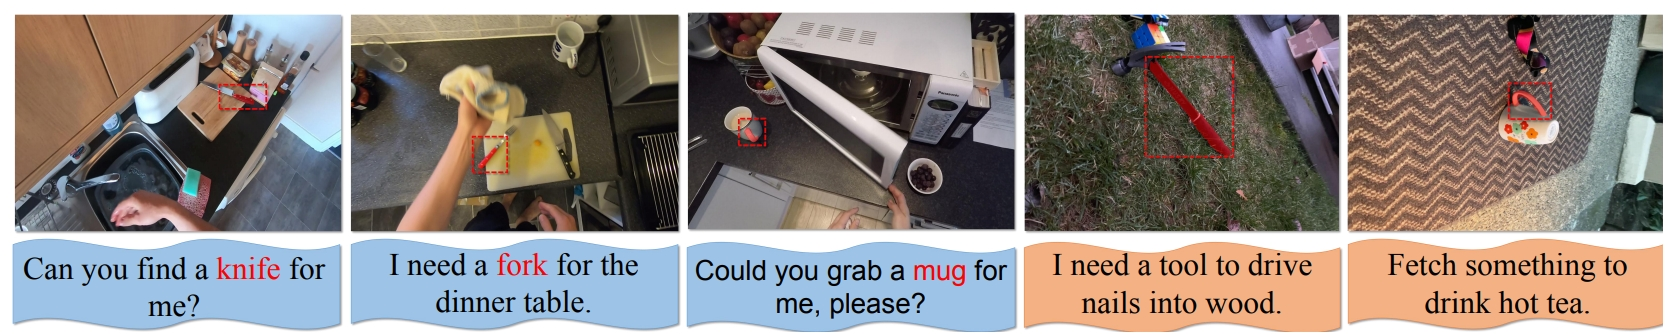 Panasonic
Can you find a knife for
me?
I need a fork for the
dinner table.
Could you grab a mug for
me, please?
I need a tool to drive
nails into wood.
Fetch something to
drink hot tea.